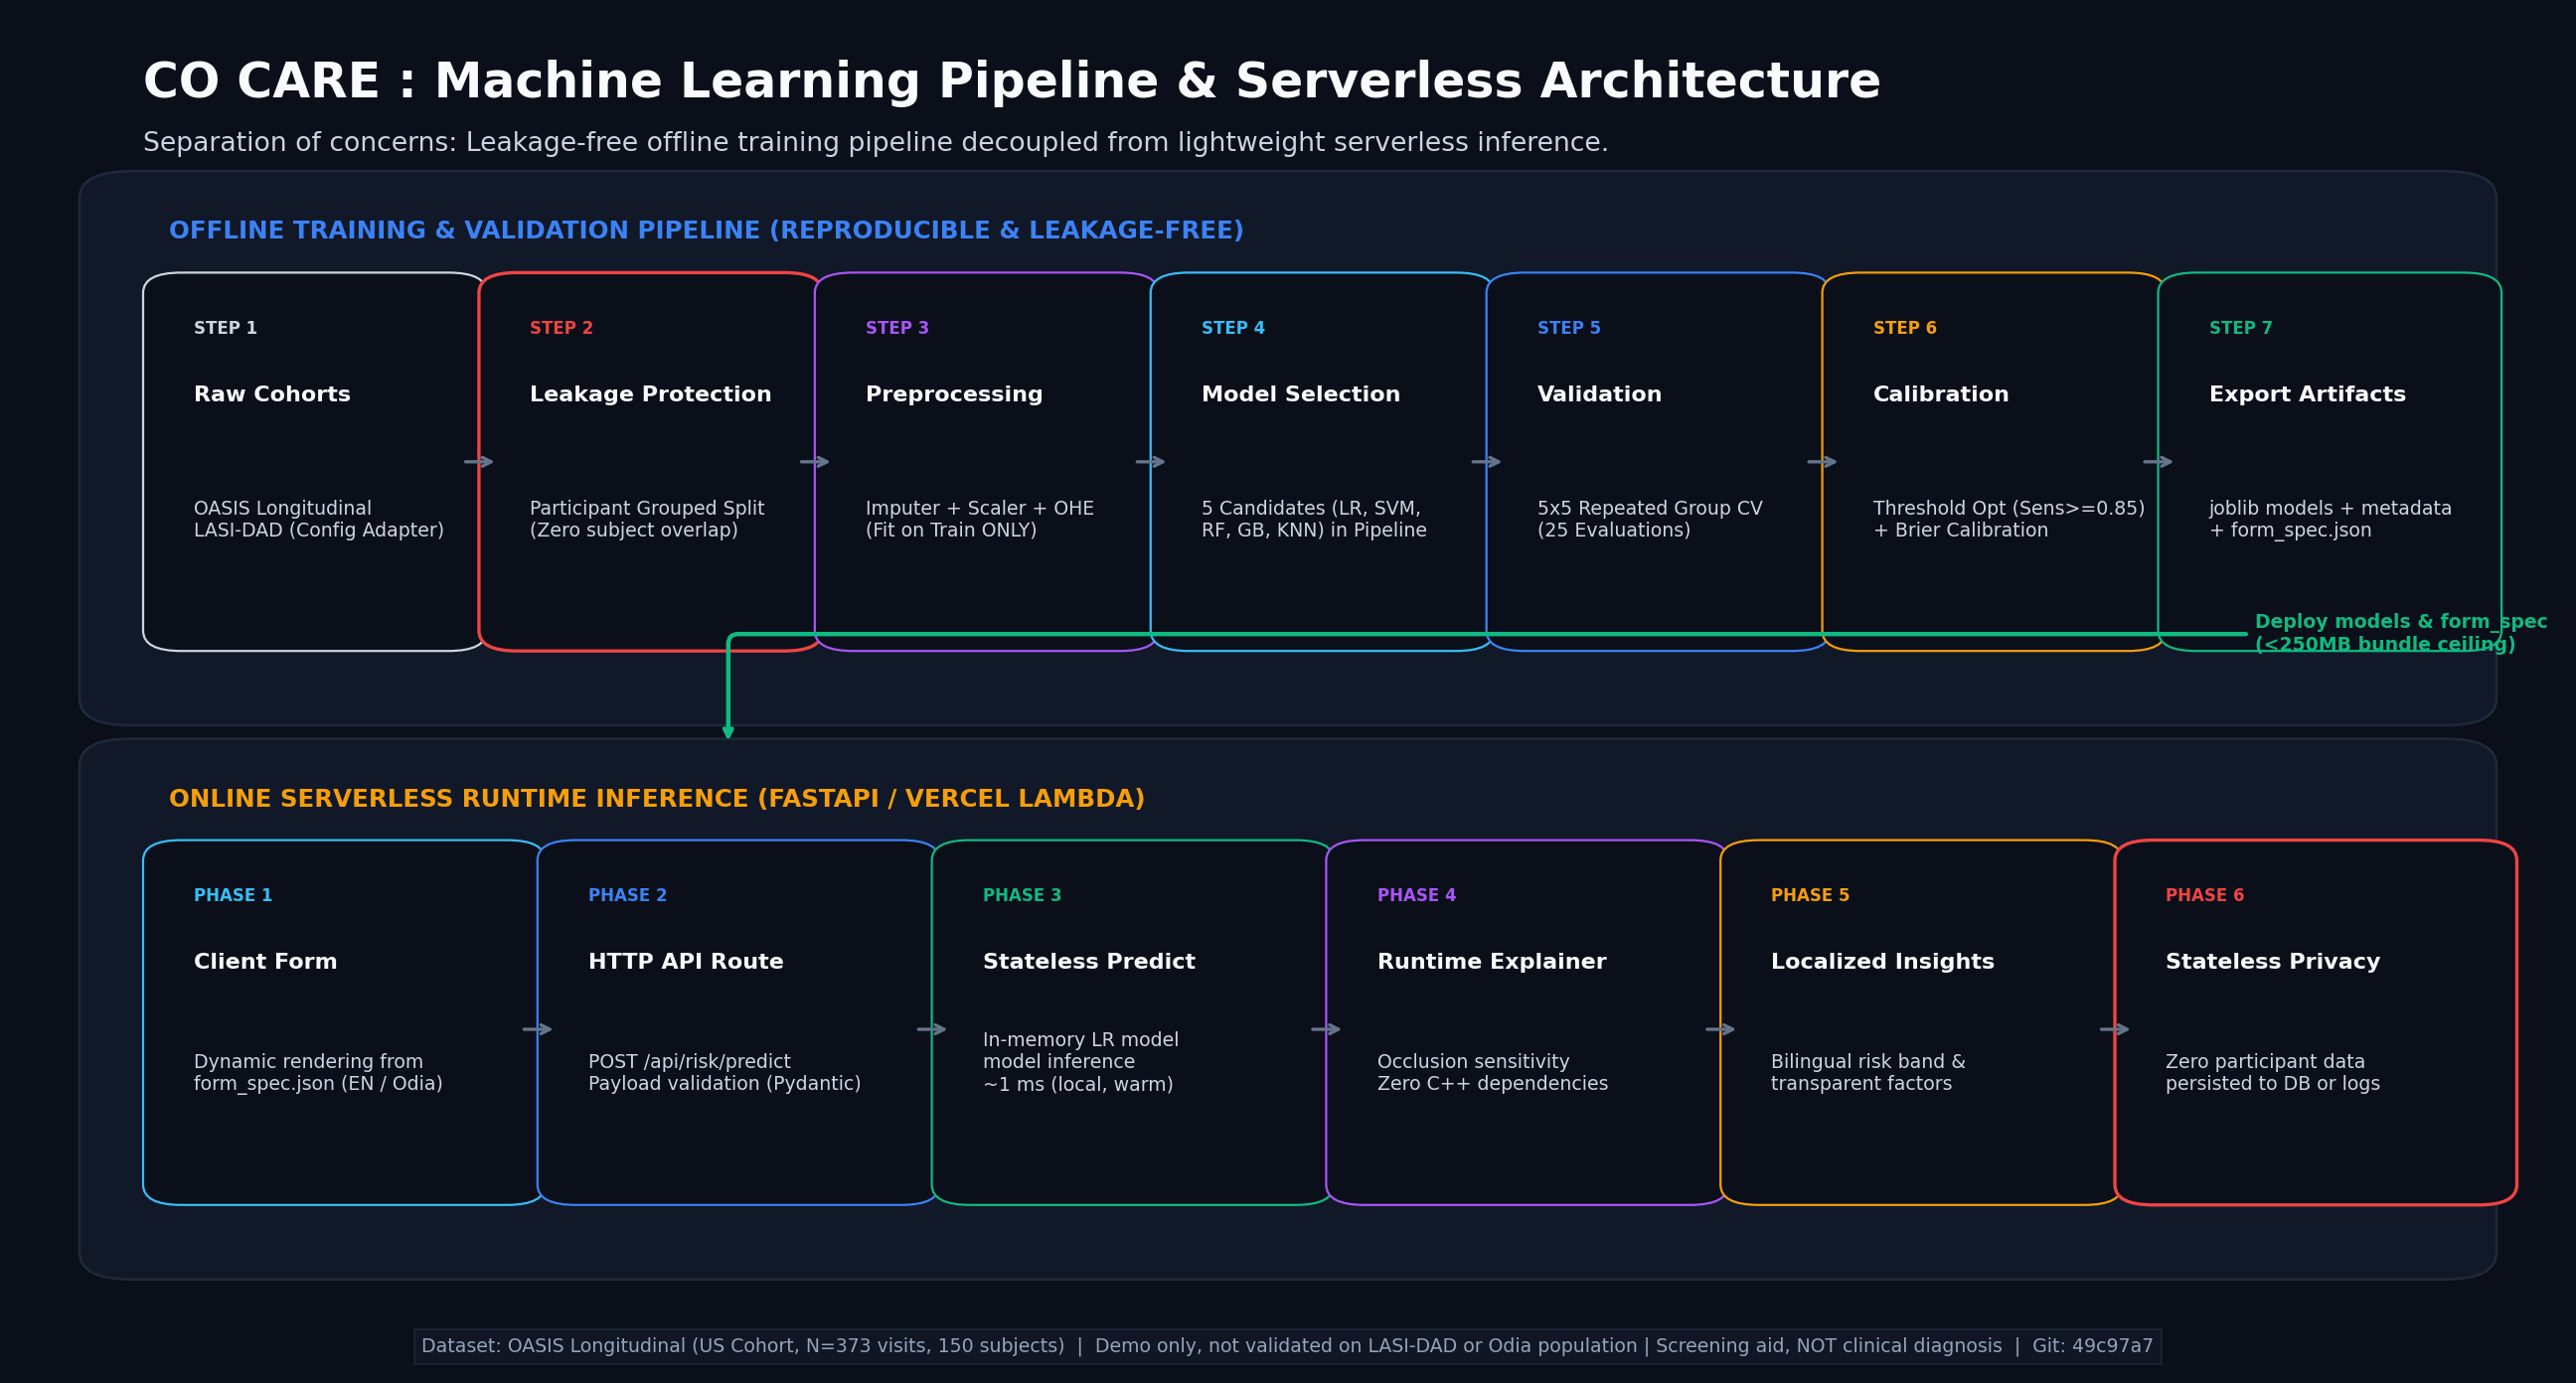 CO CARE : Machine Learning Pipeline & Serverless Architecture
Separation of concerns: Leakage-free offline training pipeline decoupled from lightweight serverless inference.
OFFLINE TRAINING & VALIDATION PIPELINE (REPRODUCIBLE & LEAKAGE-FREE)
STEP 1
Raw Cohorts
OASIS Longitudinal
LASI-DAD (Config Adapter)
STEP 2
Leakage Protection
Participant Grouped Split
(Zero subject overlap)
STEP 3
Preprocessing
Imputer + Scaler + OHE
(Fit on Train ONLY)
STEP 4
Model Selection
5 Candidates (LR, SVM,
RF, GB, KNN) in Pipeline
STEP 5
Validation
5x5 Repeated Group CV
(25 Evaluations)
STEP 6
Calibration
Threshold Opt (Sens>=0.85)
+ Brier Calibration
STEP 7
Export Artifacts
joblib models + metadata
+ form_spec.json
Deploy models & form_spec
(<250MB bundle ceiling)
ONLINE SERVERLESS RUNTIME INFERENCE (FASTAPI / VERCEL LAMBDA)
PHASE 1
Client Form
Dynamic rendering from
form_spec.json (EN / Odia)
PHASE 2
HTTP API Route
POST /api/risk/predict
Payload validation (Pydantic)
PHASE 3
Stateless Predict
In-memory LR model
model inference
~1 ms (local, warm)
PHASE 4
Runtime Explainer
Occlusion sensitivity
Zero C++ dependencies
PHASE 5
Localized Insights
Bilingual risk band &
transparent factors
PHASE 6
Stateless Privacy
Zero participant data
persisted to DB or logs
Dataset: OASIS Longitudinal (US Cohort, N=373 visits, 150 subjects) | Demo only, not validated on LASI-DAD or Odia population | Screening aid, NOT clinical diagnosis | Git: 49c97a7